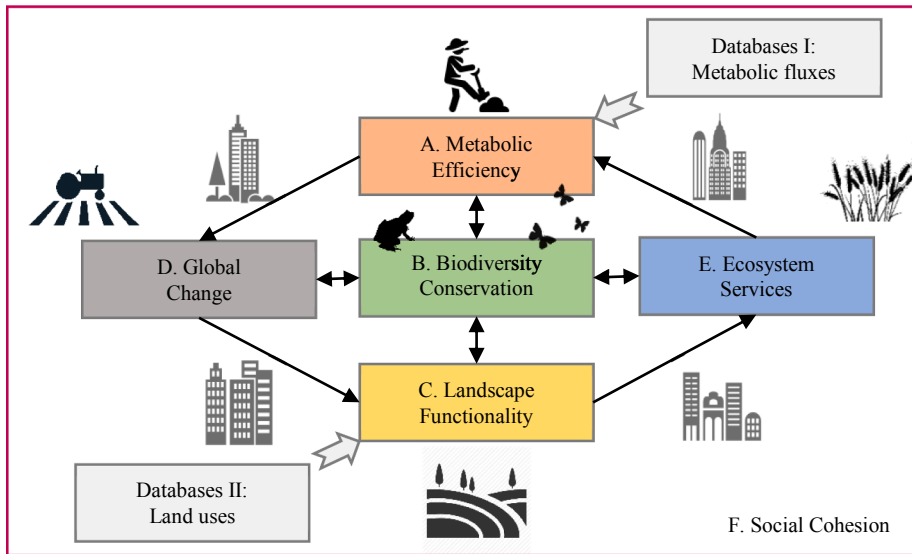 Databases I:
Metabolic fluxes
A. Metabolic
Efficiency
D. Global
Change
B. Biodiversity
Conservation
E. Ecosystem
Services
C. Landscape
Functionality
Databases II:
Land uses
F. Social Cohesion